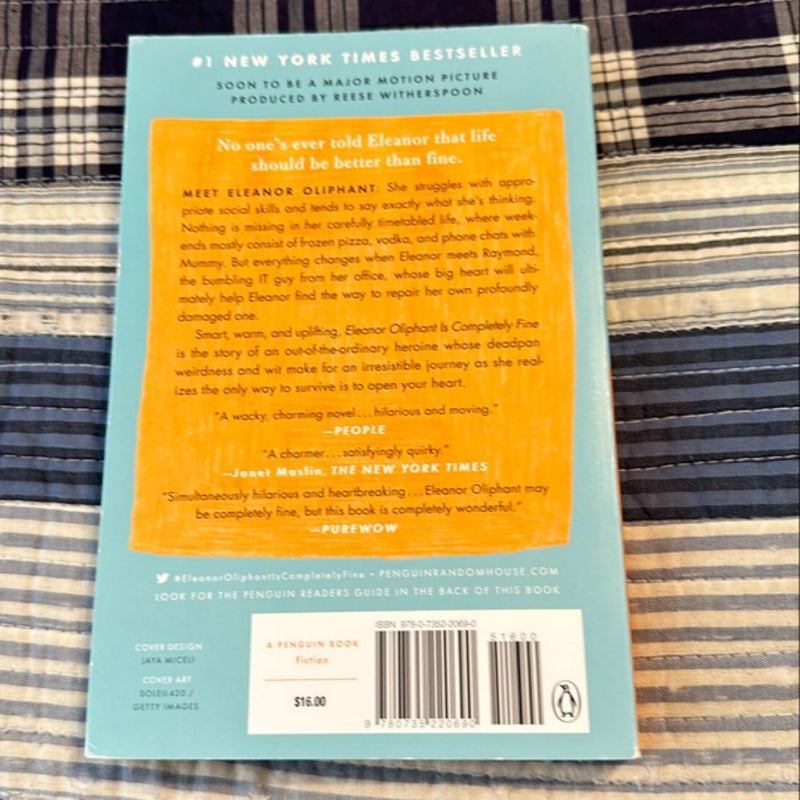 #1 NEW YORK TIMES BESTSELLER
SOON TO BE A MAJOR MOTION PICTURE
PRODUCED BY REESE WITHERSPOON
No one's ever told Eleanor that life
should be better than fine.
MEET ELEANOR OLIPHANT: She struggles with appro-
priate social skills and tends to say exactly what she's thinking.
Nothing is missing in her carefully timetabled life, where week-
ends mostly consist of frozen pizza, vodka, and phone chats with
Mummy. But everything changes when Eleanor meets Raymond,
the bumbling IT guy from her office, whose big heart will ulti-
mately help Eleanor find the way to repair her own profoundly
damaged one.
Smart, warm, and uplifting, Eleanor Oliphant Is Completely Fine
is the story of an out-of-the-ordinary heroine whose deadpan
weirdness and wit make for an irresistible journey as she real-
izes the only way to survive is to open your heart.
"A wacky, charming novel...hilarious and moving."
—PEOPLE
"A charmer...satisfyingly quirky."
—Janet Maslin, THE NEW YORK TIMES
"Simultaneously hilarious and heartbreaking...Eleanor Oliphant may
be completely fine, but this book is completely wonderful."
—PUREWOW
#EleanorOliphantIsCompletelyFine • PENGUINRANDOMHOUSE.COM
LOOK FOR THE PENGUIN READERS GUIDE IN THE BACK OF THIS BOOK
COVER DESIGN
JAYA MICELI
COVER ART
SOLEIL420 /
GETTY IMAGES
A PENGUIN BOOK
Fiction
$16.00
ISBN 978-0-7352-2069-0
51600
9 780735 220690